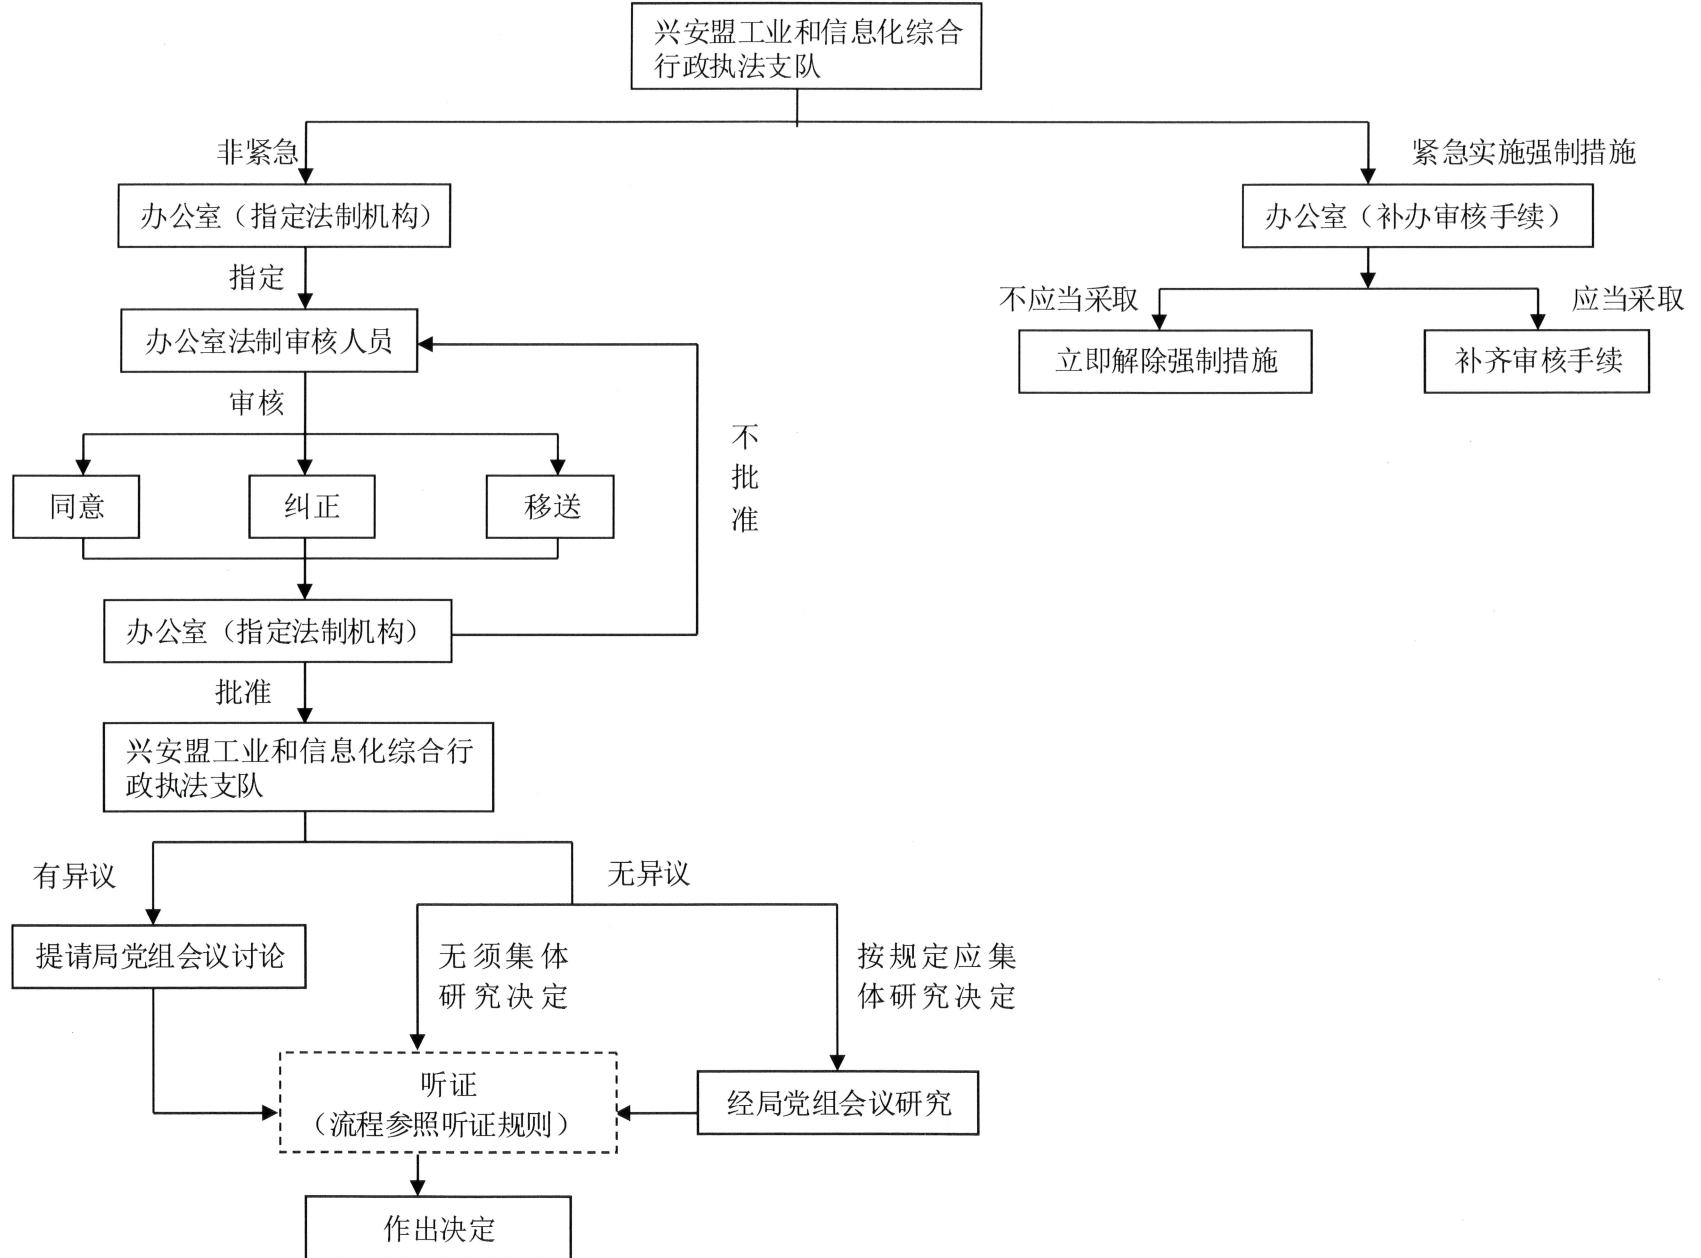 兴安盟工业和信息化综合
行政执法支队
非紧急
紧急实施强制措施
办公室（指定法制机构）
办公室（补办审核手续）
指定
不应当采取
应当采取
办公室法制审核人员
立即解除强制措施
补齐审核手续
审核
不
批
准
同意
纠正
移送
办公室（指定法制机构）
批准
兴安盟工业和信息化综合行
政执法支队
有异议
无异议
提请局党组会议讨论
无须集体
研究决定
按规定应集
体研究决定
听证
（流程参照听证规则）
经局党组会议研究
作出决定